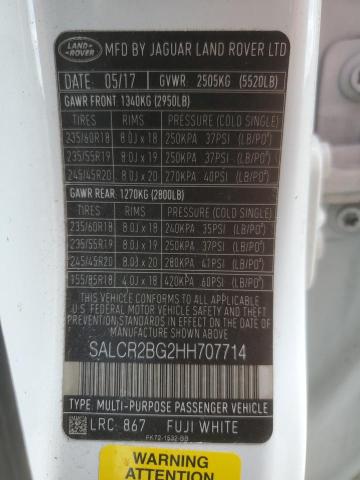 LAND ROVER
MFD BY JAGUAR LAND ROVER LTD
DATE 05/17 GVWR 2505KG (5520LB)
GAWR FRONT 1340KG (2950LB)
TIRES RIMS PRESSURE (COLD SINGLE)
235/60R18 8.0J x 18 250KPA 37PSI (LB/PO²)
235/55R19 8.0J x 19 250KPA 37PSI (LB/PO²)
245/45R20 8.0J x 20 270KPA 40PSI (LB/PO²)
GAWR REAR: 1270KG (2800LB)
TIRES RIMS PRESSURE (COLD SINGLE)
235/60R18 8.0J x 18 240KPA 35PSI (LB/PO²)
235/55R19 8.0J x 19 250KPA 37PSI (LB/PO²)
245/45R20 8.0J x 20 280KPA 41PSI (LB/PO²)
155/85R18 4.0J x 18 420KPA 60PSI (LB/PO²)
THIS VEHICLE CONFORMS TO ALL APPLICABLE
U.S FEDERAL MOTOR VEHICLE SAFETY AND
THEFT PREVENTION STANDARDS IN EFFECT ON
THE DATE OF MANUFACTURE SHOWN ABOVE
SALCR2BG2HH707714
TYPE: MULTI-PURPOSE PASSENGER VEHICLE
LRC 867 FUJI WHITE
FK72-1532-BB
WARNING
ATTENTION